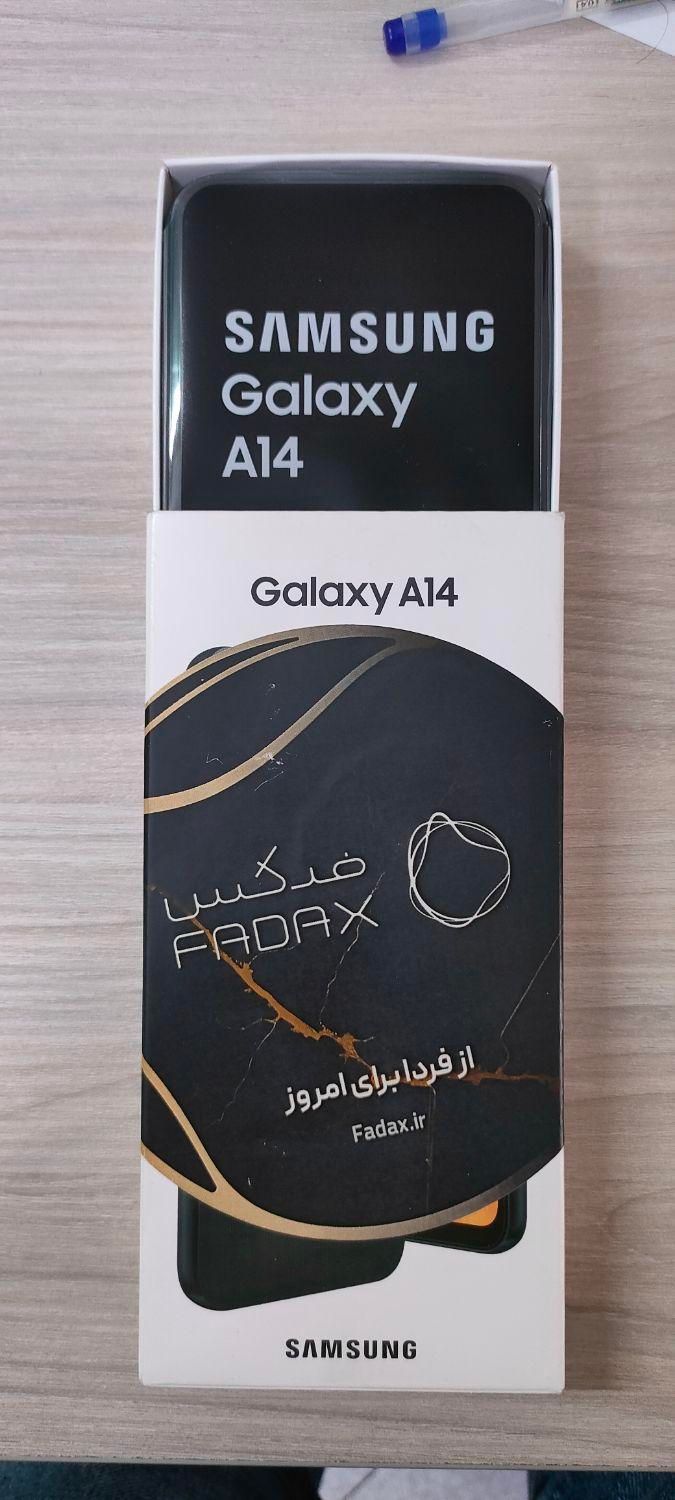 SAMSUNG
Galaxy
A14
Galaxy A14
فدکس
FADAX
از فردا برای امروز
Fadax.ir
SAMSUNG